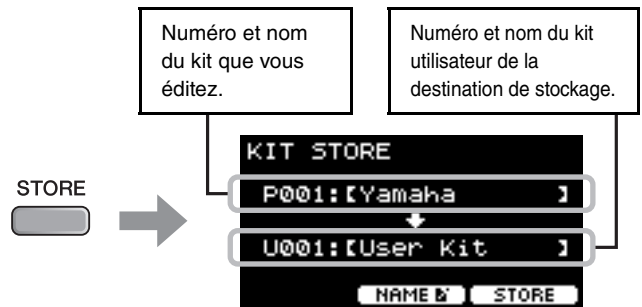 Numéro et nom
du kit que vous
éditez.
Numéro et nom du kit
utilisateur de la
destination de stockage.
STORE
KIT STORE
P001:[Yamaha ]
U001:[User Kit ]
NAME STORE